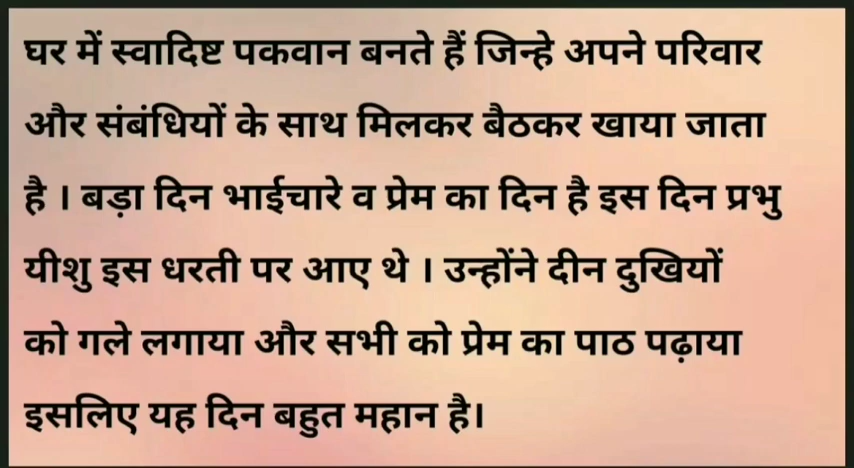 घर में स्वादिष्ट पकवान बनते हैं जिन्हे अपने परिवार
और संबंधियों के साथ मिलकर बैठकर खाया जाता
है । बड़ा दिन भाईचारे व प्रेम का दिन है इस दिन प्रभु
यीशु इस धरती पर आए थे । उन्होंने दीन दुखियों
को गले लगाया और सभी को प्रेम का पाठ पढ़ाया
इसलिए यह दिन बहुत महान है।